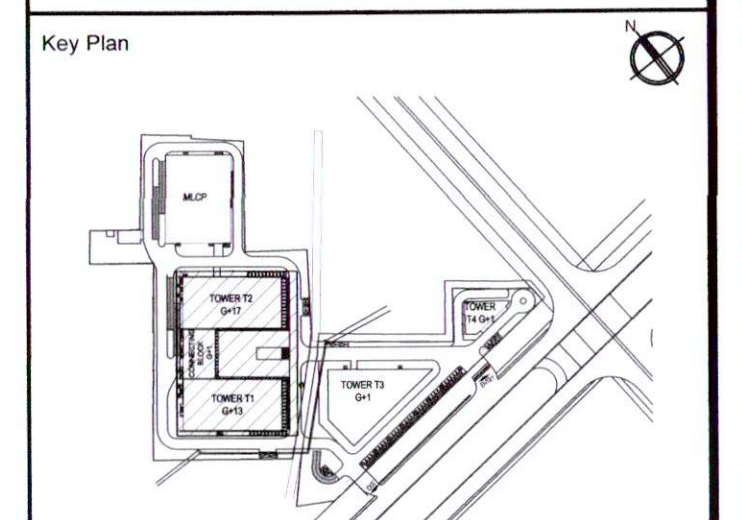 Key Plan
N
MLCP
TOWER T2
G+17
CONNECTING
BLOCK
G+1
TOWER T1
G+13
TOWER T3
G+1
TOWER
T4 G+1